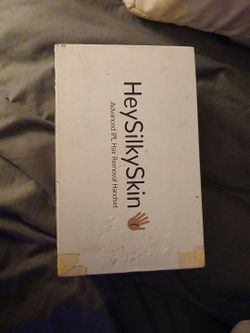 HeySilkySkin
Advanced IPL Hair Removal Handset